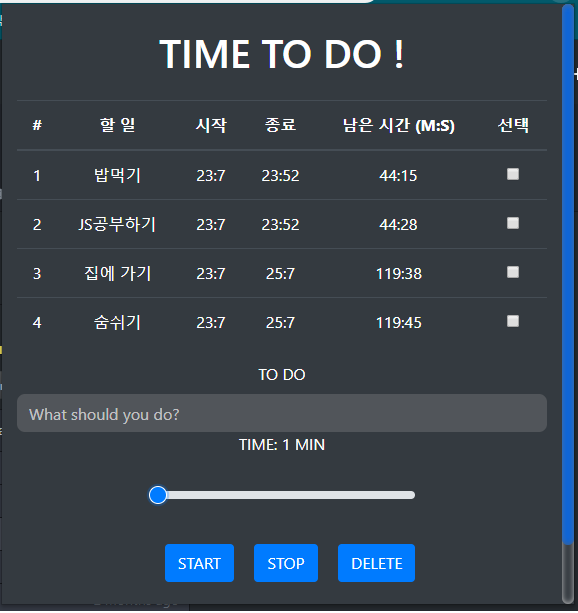 TIME TO DO !
# 할 일 시작 종료 남은 시간 (M:S) 선택
1 밥먹기 23:7 23:52 44:15
2 JS공부하기 23:7 23:52 44:28
3 집에 가기 23:7 25:7 119:38
4 숨쉬기 23:7 25:7 119:45
TO DO
What should you do?
TIME: 1 MIN
START STOP DELETE